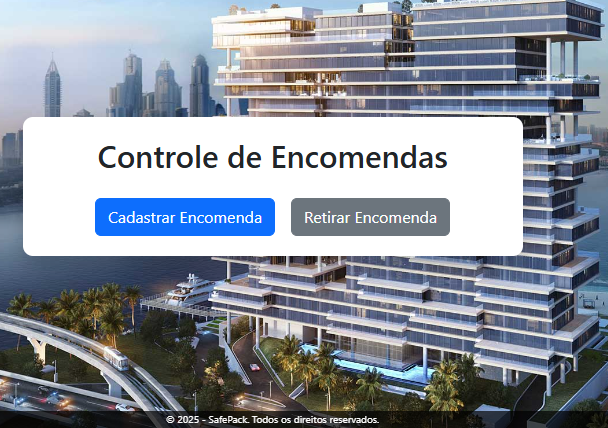 Controle de Encomendas
Cadastrar Encomenda
Retirar Encomenda
© 2025 - SafePack. Todos os direitos reservados.